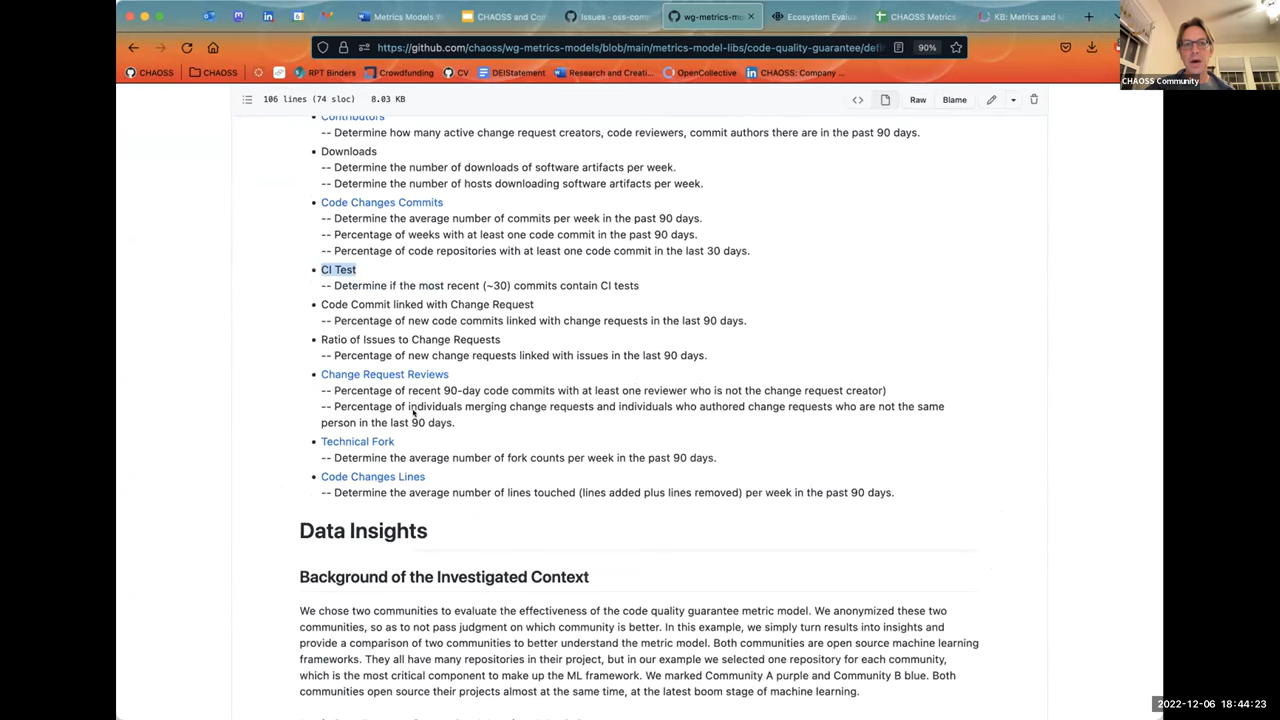 Metrics Models W
CHAOSS and Con
Issues · oss-comp
wg-metrics-mo
Ecosystem Evalua
CHAOSS Metrics
KB: Metrics and M
https://github.com/chaoss/wg-metrics-models/blob/main/metrics-model-libs/code-quality-guarantee/defi
90%
CHAOSS
CHAOSS
RPT Binders
Crowdfunding
CV
DEIStatement
Research and Creati…
OpenCollective
CHAOSS: Company …
CHAOSS Community
106 lines (74 sloc)
8.03 KB
Raw
Blame
Contributors
-- Determine how many active change request creators, code reviewers, commit authors there are in the past 90 days.
• Downloads
-- Determine the number of downloads of software artifacts per week.
-- Determine the number of hosts downloading software artifacts per week.
• Code Changes Commits
-- Determine the average number of commits per week in the past 90 days.
-- Percentage of weeks with at least one code commit in the past 90 days.
-- Percentage of code repositories with at least one code commit in the last 30 days.
• CI Test
-- Determine if the most recent (~30) commits contain CI tests
• Code Commit linked with Change Request
-- Percentage of new code commits linked with change requests in the last 90 days.
• Ratio of Issues to Change Requests
-- Percentage of new change requests linked with issues in the last 90 days.
• Change Request Reviews
-- Percentage of recent 90-day code commits with at least one reviewer who is not the change request creator)
-- Percentage of individuals merging change requests and individuals who authored change requests who are not the same
person in the last 90 days.
• Technical Fork
-- Determine the average number of fork counts per week in the past 90 days.
• Code Changes Lines
-- Determine the average number of lines touched (lines added plus lines removed) per week in the past 90 days.
Data Insights
Background of the Investigated Context
We chose two communities to evaluate the effectiveness of the code quality guarantee metric model. We anonymized these two
communities, so as to not pass judgment on which community is better. In this example, we simply turn results into insights and
provide a comparison of two communities to better understand the metric model. Both communities are open source machine learning
frameworks. They all have many repositories in their project, but in our example we selected one repository for each community,
which is the most critical component to make up the ML framework. We marked Community A purple and Community B blue. Both
communities open source their projects almost at the same time, at the latest boom stage of machine learning.
2022-12-06 18:44:23